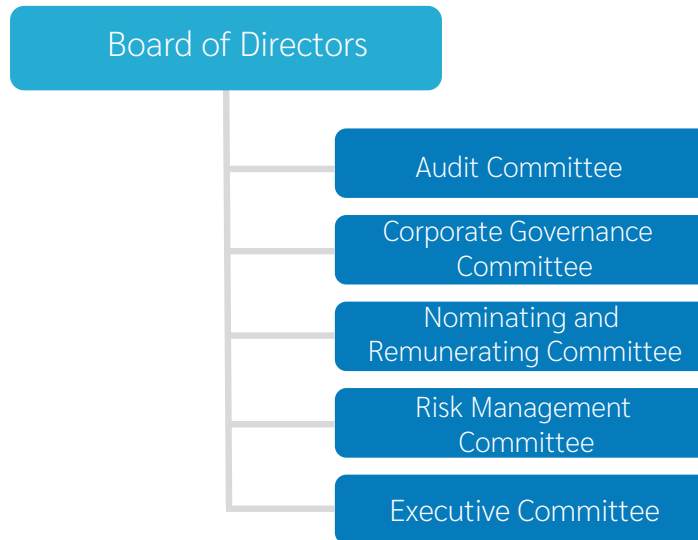 Board of Directors
Audit Committee
Corporate Governance
Committee
Nominating and
Remunerating Committee
Risk Management
Committee
Executive Committee